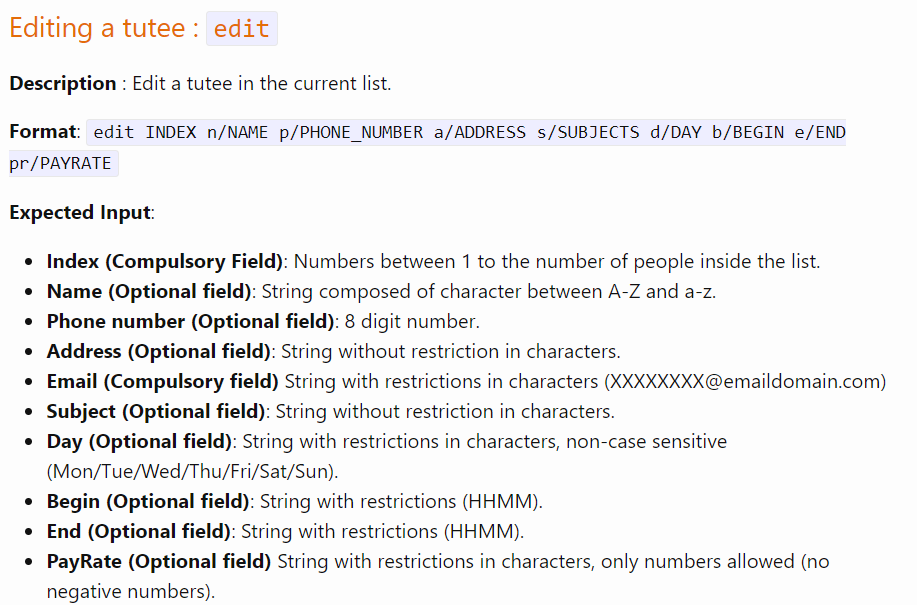 Editing a tutee : edit
Description : Edit a tutee in the current list.
Format: edit INDEX n/NAME p/PHONE_NUMBER a/ADDRESS s/SUBJECTS d/DAY b/BEGIN e/END
pr/PAYRATE
Expected Input:
• Index (Compulsory Field): Numbers between 1 to the number of people inside the list.
• Name (Optional field): String composed of character between A-Z and a-z.
• Phone number (Optional field): 8 digit number.
• Address (Optional field): String without restriction in characters.
• Email (Compulsory field) String with restrictions in characters (XXXXXXXX@emaildomain.com)
• Subject (Optional field): String without restriction in characters.
• Day (Optional field): String with restrictions in characters, non-case sensitive
(Mon/Tue/Wed/Thu/Fri/Sat/Sun).
• Begin (Optional field): String with restrictions (HHMM).
• End (Optional field): String with restrictions (HHMM).
• PayRate (Optional field) String with restrictions in characters, only numbers allowed (no
negative numbers).